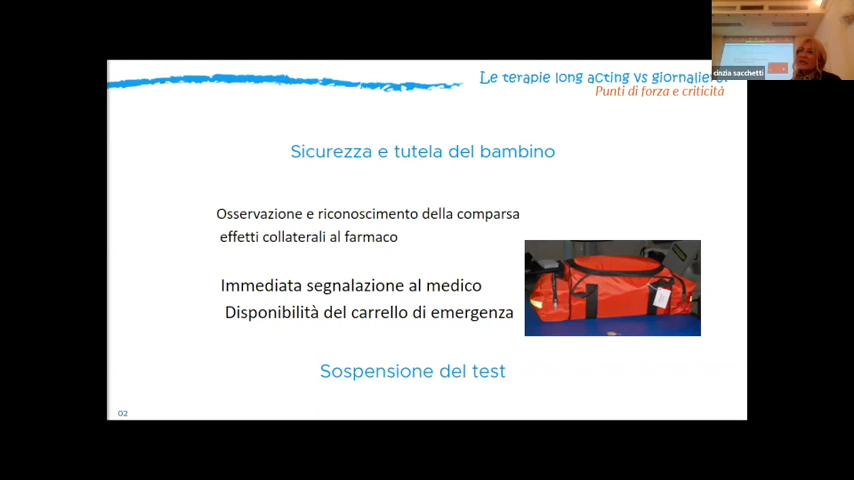 cinzia sacchetti
Le terapie long acting vs giornaliere:
Punti di forza e criticità
Sicurezza e tutela del bambino
Osservazione e riconoscimento della comparsa
effetti collaterali al farmaco
Immediata segnalazione al medico
Disponibilità del carrello di emergenza
Sospensione del test
02